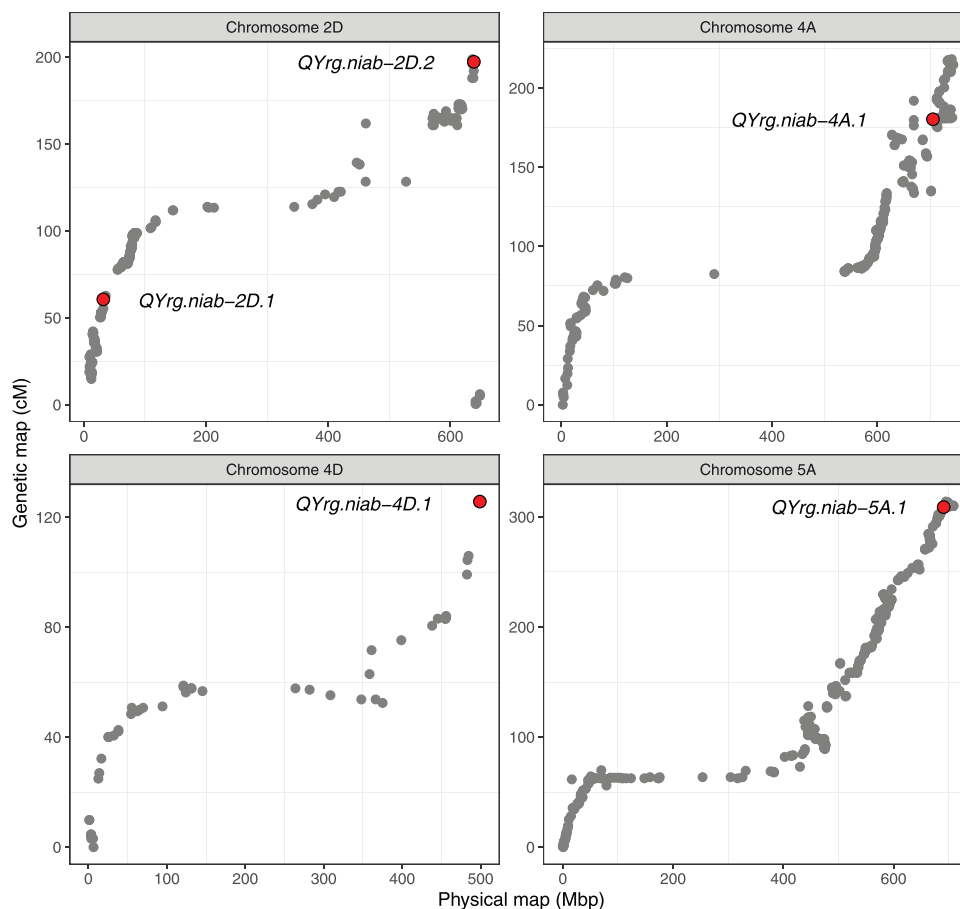 Chromosome 2D
Chromosome 4A
200
150
100
50
0
QYrg.niab−2D.2
QYrg.niab−2D.1
0 200 400 600
200
150
100
50
0
QYrg.niab−4A.1
0 200 400 600
Genetic map (cM)
Chromosome 4D
Chromosome 5A
120
80
40
0
QYrg.niab−4D.1
0 100 200 300 400 500
300
200
100
0
QYrg.niab−5A.1
0 200 400 600
Physical map (Mbp)